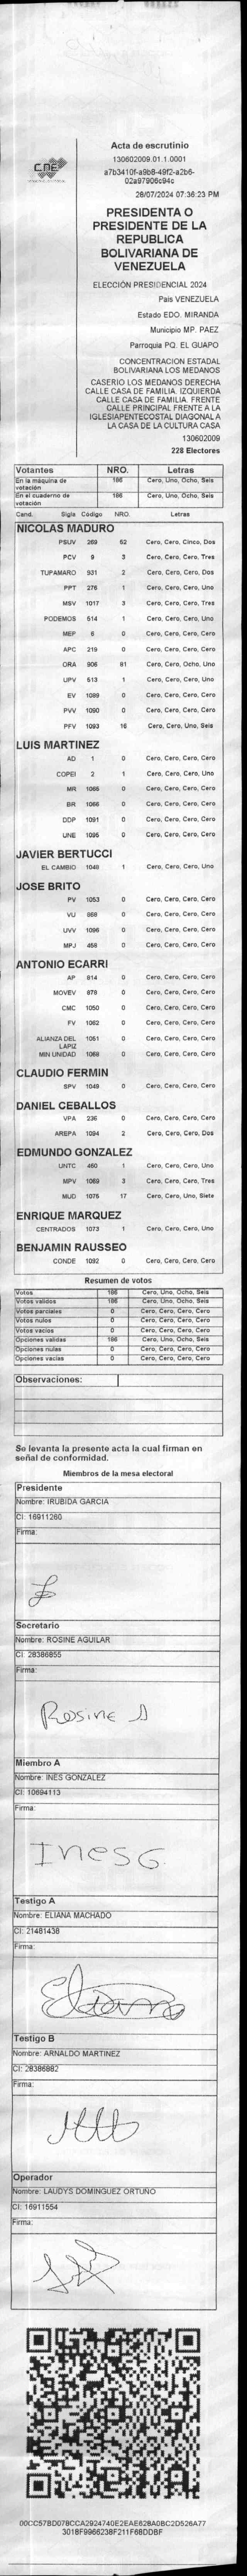 CNE
Acta de escrutinio
130602009.01.1.0001
a7b3410f-a9b8-49f2-a2b6-
02a97906c94c
28/07/2024 07:36:23 PM
PRESIDENTA O
PRESIDENTE DE LA
REPUBLICA
BOLIVARIANA DE
VENEZUELA
ELECCIÓN PRESIDENCIAL 2024
País VENEZUELA
Estado EDO. MIRANDA
Municipio MP. PAEZ
Parroquia PQ. EL GUAPO
CONCENTRACION ESTADAL
BOLIVARIANA LOS MEDANOS
CASERIO LOS MEDANOS DERECHA
CALLE CASA DE FAMILIA. IZQUIERDA
CALLE CASA DE FAMILIA. FRENTE
CALLE PRINCIPAL FRENTE A LA
IGLESIAPENTECOSTAL DIAGONAL A
LA CASA DE LA CULTURA CASA
130602009
228 Electores
Votantes NRO. Letras
En la máquina de votación 186 Cero, Uno, Ocho, Seis
En el cuaderno de votación 186 Cero, Uno, Ocho, Seis
Cand. Sigla Código NRO. Letras
NICOLAS MADURO
PSUV 269 52 Cero, Cero, Cinco, Dos
PCV 9 3 Cero, Cero, Cero, Tres
TUPAMARO 931 2 Cero, Cero, Cero, Dos
PPT 276 1 Cero, Cero, Cero, Uno
MSV 1017 3 Cero, Cero, Cero, Tres
PODEMOS 514 1 Cero, Cero, Cero, Uno
MEP 6 0 Cero, Cero, Cero, Cero
APC 219 0 Cero, Cero, Cero, Cero
ORA 906 81 Cero, Cero, Ocho, Uno
UPV 513 1 Cero, Cero, Cero, Uno
EV 1089 0 Cero, Cero, Cero, Cero
PVV 1090 0 Cero, Cero, Cero, Cero
PFV 1093 16 Cero, Cero, Uno, Seis
LUIS MARTINEZ
AD 1 0 Cero, Cero, Cero, Cero
COPEI 2 1 Cero, Cero, Cero, Uno
MR 1065 0 Cero, Cero, Cero, Cero
BR 1066 0 Cero, Cero, Cero, Cero
DDP 1091 0 Cero, Cero, Cero, Cero
UNE 1095 0 Cero, Cero, Cero, Cero
JAVIER BERTUCCI
EL CAMBIO 1048 1 Cero, Cero, Cero, Uno
JOSE BRITO
PV 1053 0 Cero, Cero, Cero, Cero
VU 868 0 Cero, Cero, Cero, Cero
UVV 1096 0 Cero, Cero, Cero, Cero
MPJ 458 0 Cero, Cero, Cero, Cero
ANTONIO ECARRI
AP 814 0 Cero, Cero, Cero, Cero
MOVEV 878 0 Cero, Cero, Cero, Cero
CMC 1050 0 Cero, Cero, Cero, Cero
FV 1062 0 Cero, Cero, Cero, Cero
ALIANZA DEL LAPIZ 1051 0 Cero, Cero, Cero, Cero
MIN UNIDAD 1068 0 Cero, Cero, Cero, Cero
CLAUDIO FERMIN
SPV 1049 0 Cero, Cero, Cero, Cero
DANIEL CEBALLOS
VPA 236 0 Cero, Cero, Cero, Cero
AREPA 1094 2 Cero, Cero, Cero, Dos
EDMUNDO GONZALEZ
UNTC 450 1 Cero, Cero, Cero, Uno
MPV 1069 3 Cero, Cero, Cero, Tres
MUD 1075 17 Cero, Cero, Uno, Siete
ENRIQUE MARQUEZ
CENTRADOS 1073 1 Cero, Cero, Cero, Uno
BENJAMIN RAUSSEO
CONDE 1092 0 Cero, Cero, Cero, Cero
Resumen de votos
Votos 186 Cero, Uno, Ocho, Seis
Votos validos 186 Cero, Uno, Ocho, Seis
Votos parciales 0 Cero, Cero, Cero, Cero
Votos nulos 0 Cero, Cero, Cero, Cero
Votos vacios 0 Cero, Cero, Cero, Cero
Opciones validas 186 Cero, Uno, Ocho, Seis
Opciones nulas 0 Cero, Cero, Cero, Cero
Opciones vacias 0 Cero, Cero, Cero, Cero
Observaciones:
Se levanta la presente acta la cual firman en
señal de conformidad.
Miembros de la mesa electoral
Presidente
Nombre: IRUBIDA GARCIA
CI: 16911260
Firma:
Secretario
Nombre: ROSINE AGUILAR
CI: 28386855
Firma:
Rosine A
Miembro A
Nombre: INES GONZALEZ
CI: 10694113
Firma:
Ines G.
Testigo A
Nombre: ELIANA MACHADO
CI: 21481438
Firma:
Testigo B
Nombre: ARNALDO MARTINEZ
CI: 28386882
Firma:
Operador
Nombre: LAUDYS DOMINGUEZ ORTUÑO
CI: 16911554
Firma:
00CC57BD078CCA2924740E2EAE628A0BC2D526A77
3018F9966238F211F68DDBF